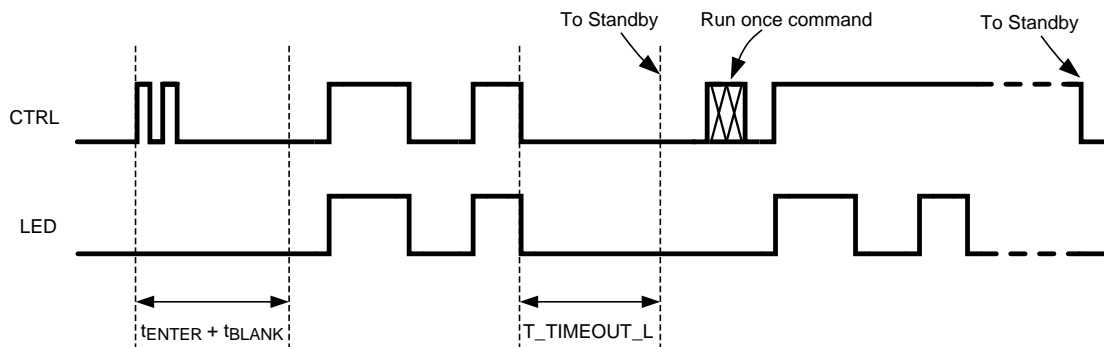 To Standby
Run once command
To Standby
CTRL
LED
tENTER + tBLANK
T_TIMEOUT_L